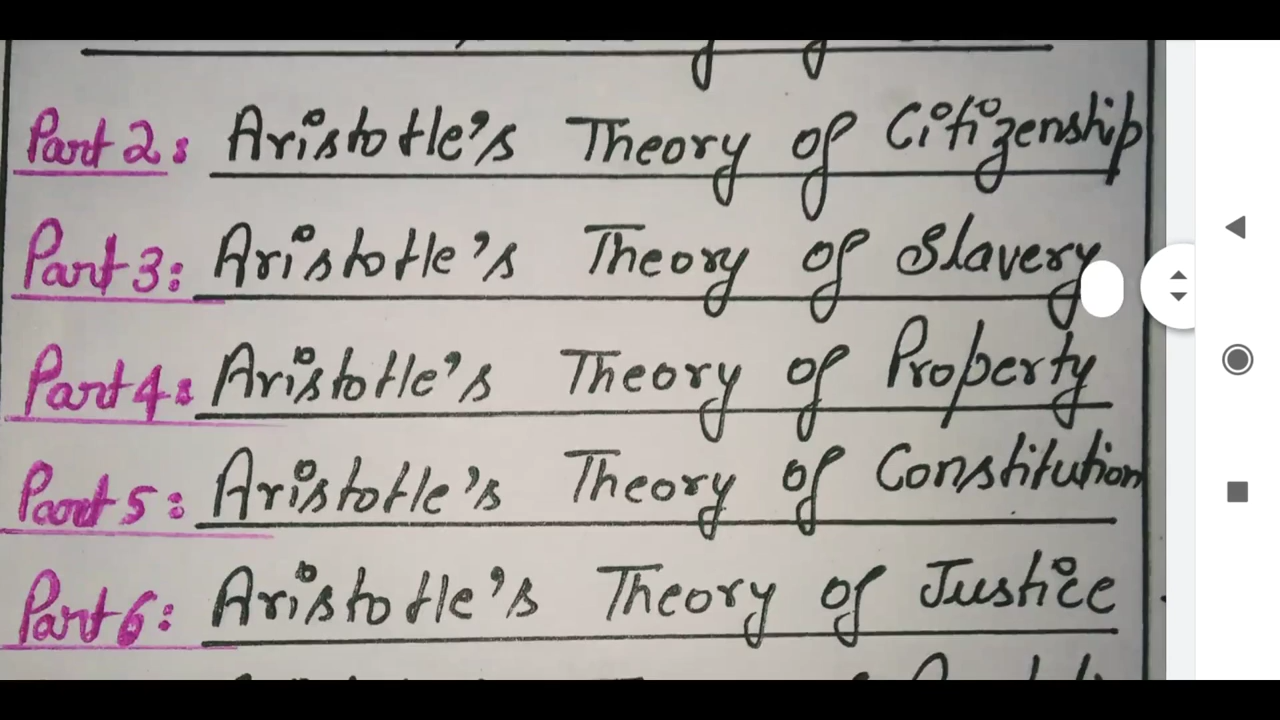 Part 2: Aristotle's Theory of Citizenship
Part 3: Aristotle's Theory of Slavery
Part 4: Aristotle's Theory of Property
Part 5: Aristotle's Theory of Constitution
Part 6: Aristotle's Theory of Justice